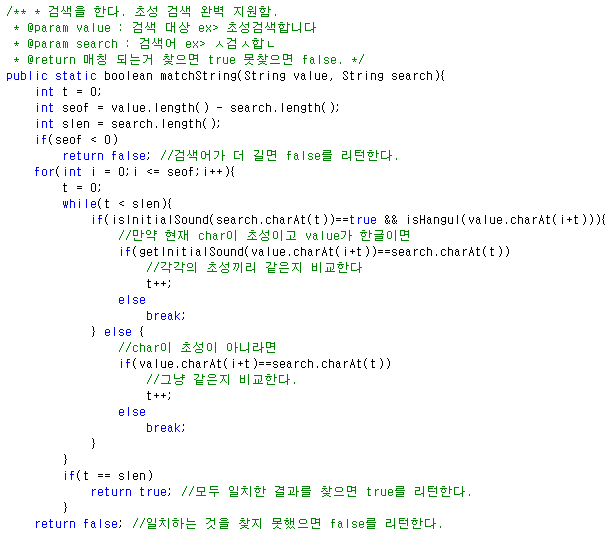 /** * 검색을 한다. 초성 검색 완벽 지원함.
 * @param value : 검색 대상 ex> 초성검색합니다
 * @param search : 검색어 ex> ㅅ검ㅅ합ㄴ
 * @return 매칭 되는거 찾으면 true 못찾으면 false. */
public static boolean matchString(String value, String search){
    int t = 0;
    int seof = value.length() - search.length();
    int slen = search.length();
    if(seof < 0)
        return false; //검색어가 더 길면 false를 리턴한다.
    for(int i = 0;i <= seof;i++){
        t = 0;
        while(t < slen){
            if(isInitialSound(search.charAt(t))==true && isHangul(value.charAt(i+t))){
                //만약 현재 char이 초성이고 value가 한글이면
                if(getInitialSound(value.charAt(i+t))==search.charAt(t))
                    //각각의 초성끼리 같은지 비교한다
                    t++;
                else
                    break;
            } else {
                //char이 초성이 아니라면
                if(value.charAt(i+t)==search.charAt(t))
                    //그냥 같은지 비교한다.
                    t++;
                else
                    break;
            }
        }
        if(t == slen)
            return true; //모두 일치한 결과를 찾으면 true를 리턴한다.
        }
    return false; //일치하는 것을 찾지 못했으면 false를 리턴한다.